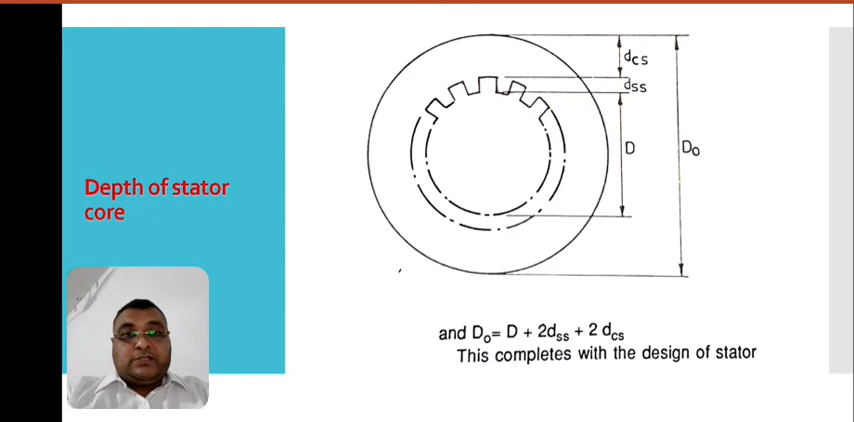 Depth of stator
core
dcs
dss
D
Do
and Do= D + 2dss + 2 dcs
This completes with the design of stator